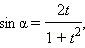 sin α = 2t / (1 + t²),